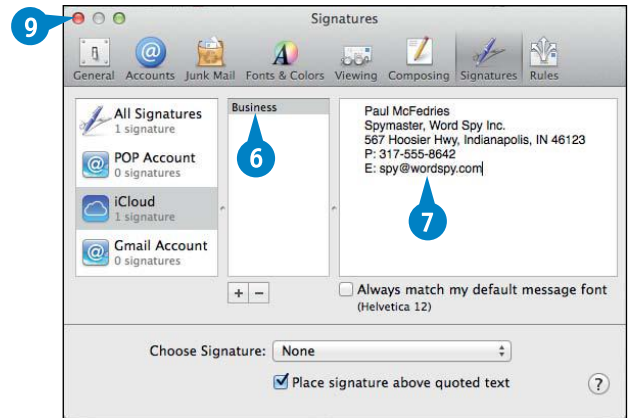 9
Signatures
General Accounts Junk Mail Fonts & Colors Viewing Composing Signatures Rules
All Signatures
1 signature
POP Account
0 signatures
iCloud
1 signature
Gmail Account
0 signatures
Business
6
Paul McFedries
Spymaster, Word Spy Inc.
567 Hoosier Hwy, Indianapolis, IN 46123
P: 317-555-8642
E: spy@wordspy.com
7
+ −
Always match my default message font
(Helvetica 12)
Choose Signature: None
Place signature above quoted text
?